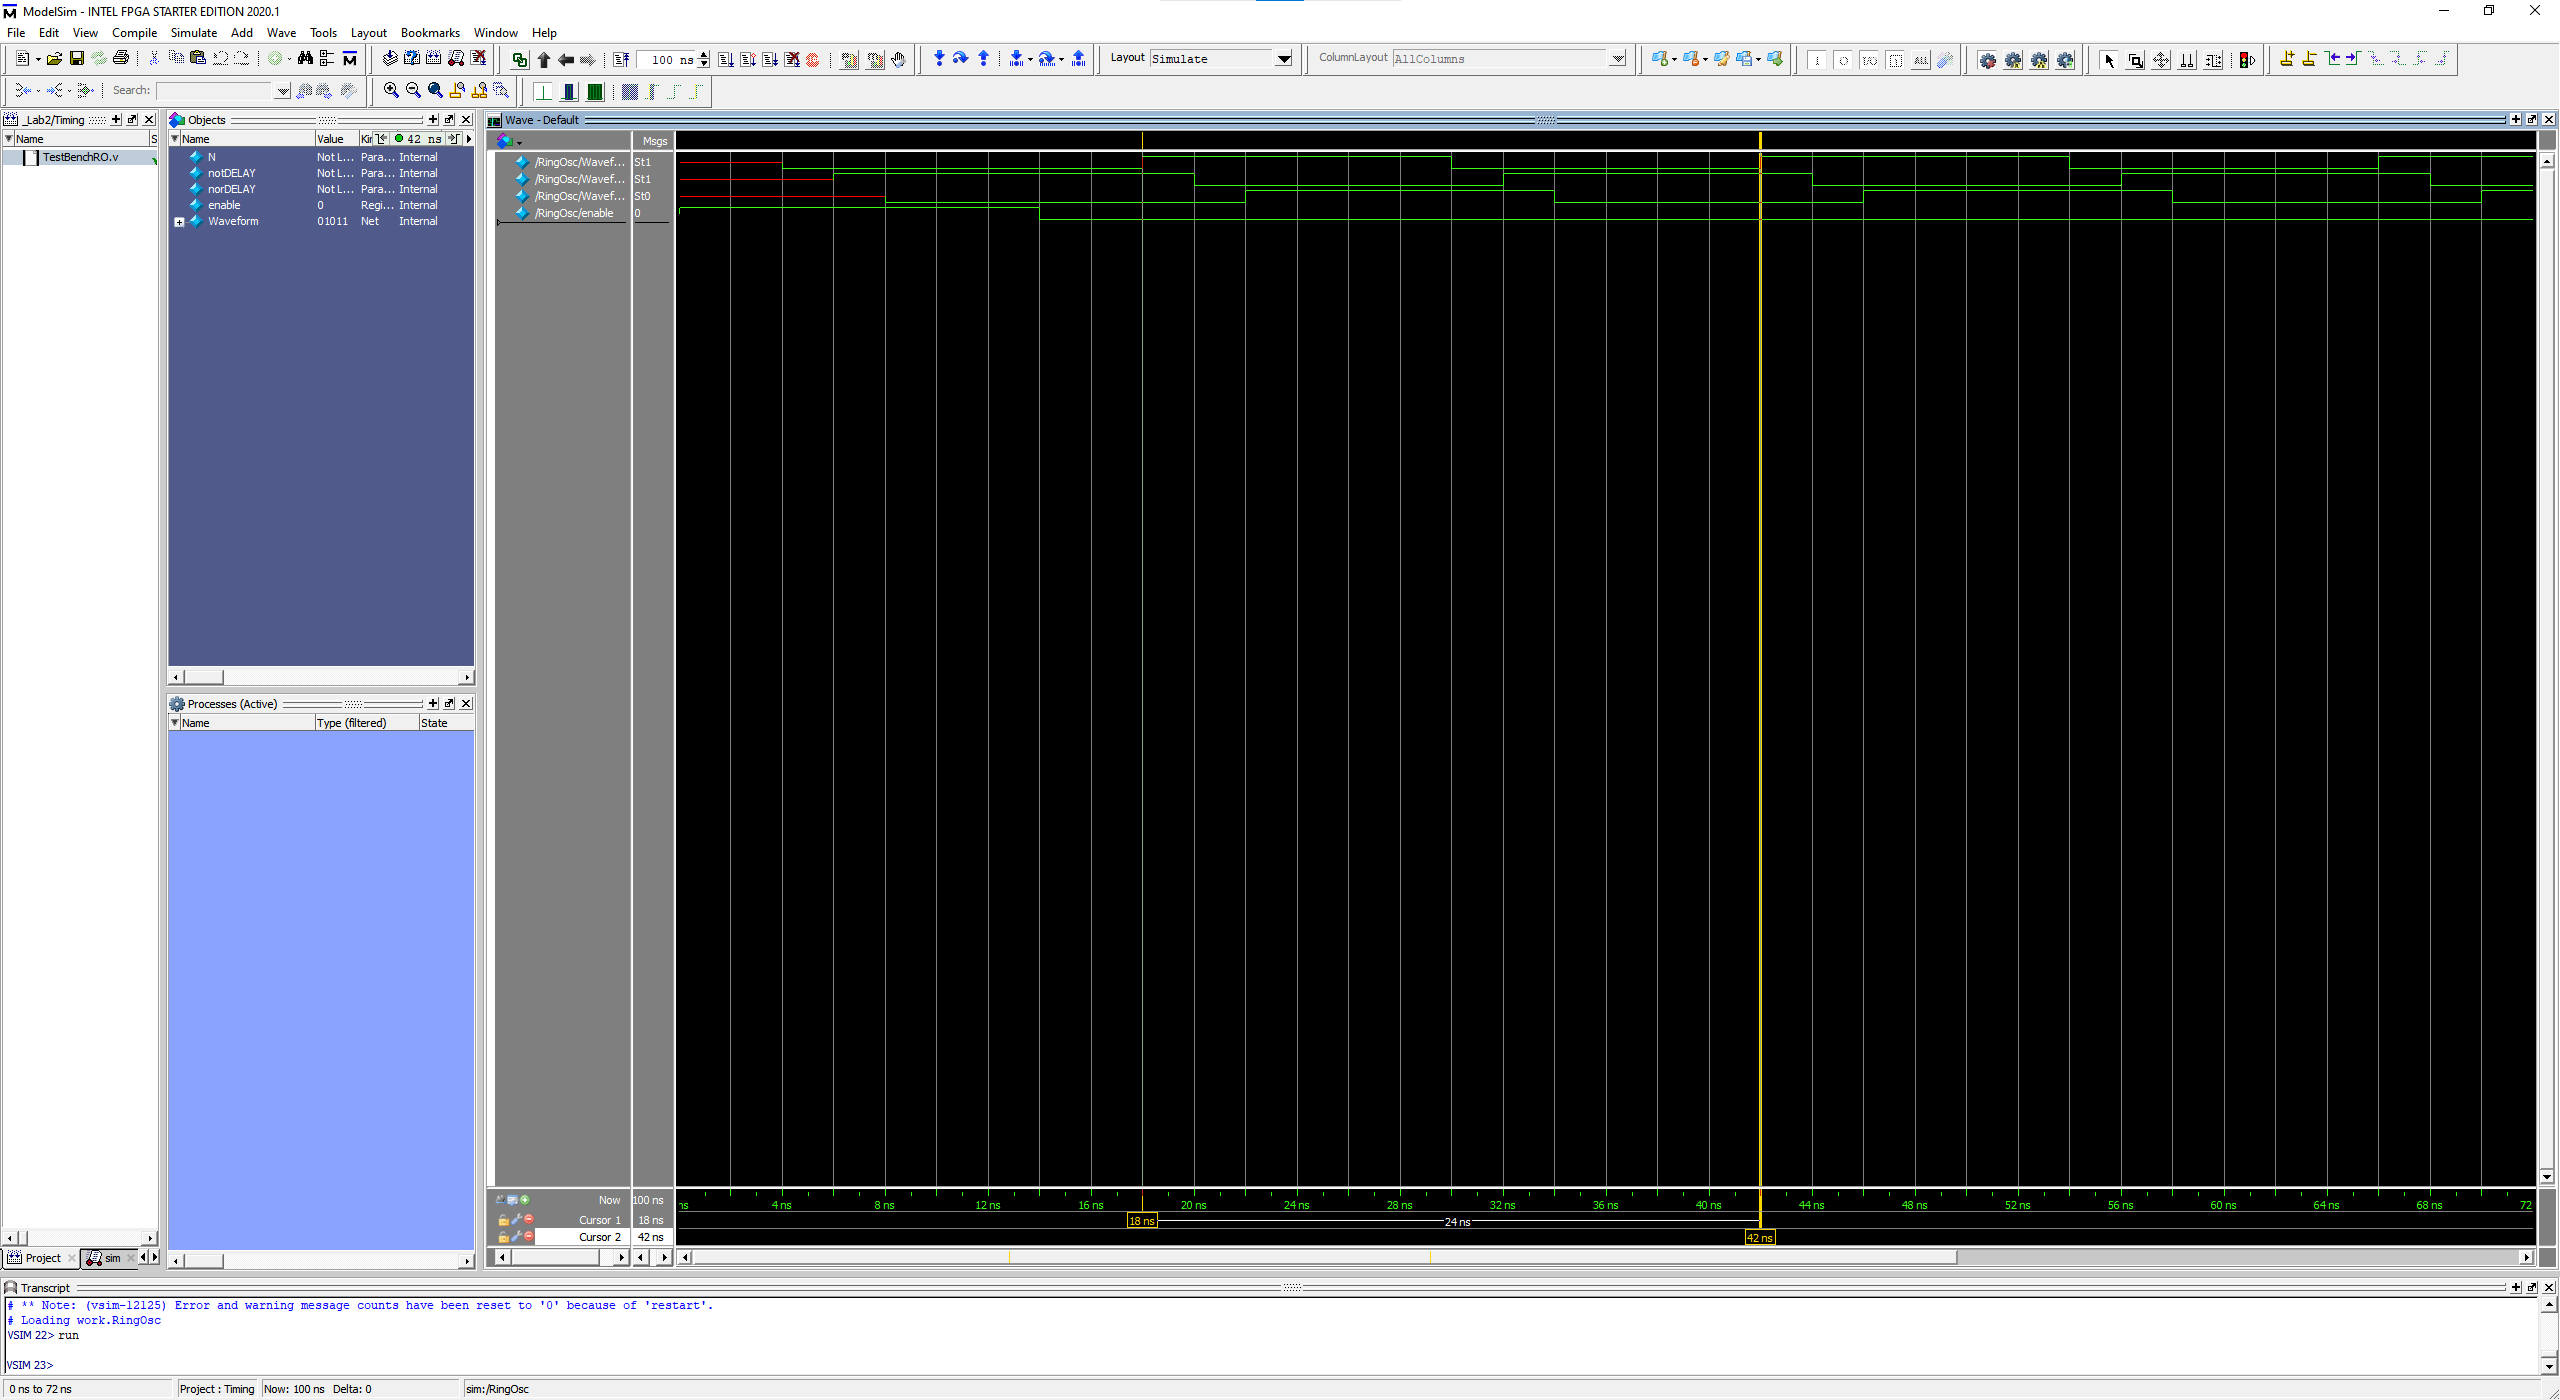 ModelSim - INTEL FPGA STARTER EDITION 2020.1
File Edit View Compile Simulate Add Wave Tools Layout Bookmarks Window Help
100 ns Layout Simulate ColumnLayout AllColumns
Search:
_Lab2/Timing
Name S
TestBenchRO.v
Project sim
Objects
Name Value Kir 42 ns
N Not L... Para... Internal
notDELAY Not L... Para... Internal
norDELAY Not L... Para... Internal
enable 0 Regi... Internal
Waveform 01011 Net Internal
Processes (Active)
Name Type (filtered) State
Wave - Default
Msgs
/RingOsc/Wavef... St1
/RingOsc/Wavef... St1
/RingOsc/Wavef... St0
/RingOsc/enable 0
Now 100 ns
ns 4 ns 8 ns 12 ns 16 ns 20 ns 24 ns 28 ns 32 ns 36 ns 40 ns 44 ns 48 ns 52 ns 56 ns 60 ns 64 ns 68 ns 72
Cursor 1 18 ns 18 ns 24 ns
Cursor 2 42 ns 42 ns
Transcript
# ** Note: (vsim-12125) Error and warning message counts have been reset to '0' because of 'restart'.
# Loading work.RingOsc
VSIM 22> run
VSIM 23>
0 ns to 72 ns Project : Timing Now: 100 ns Delta: 0 sim:/RingOsc